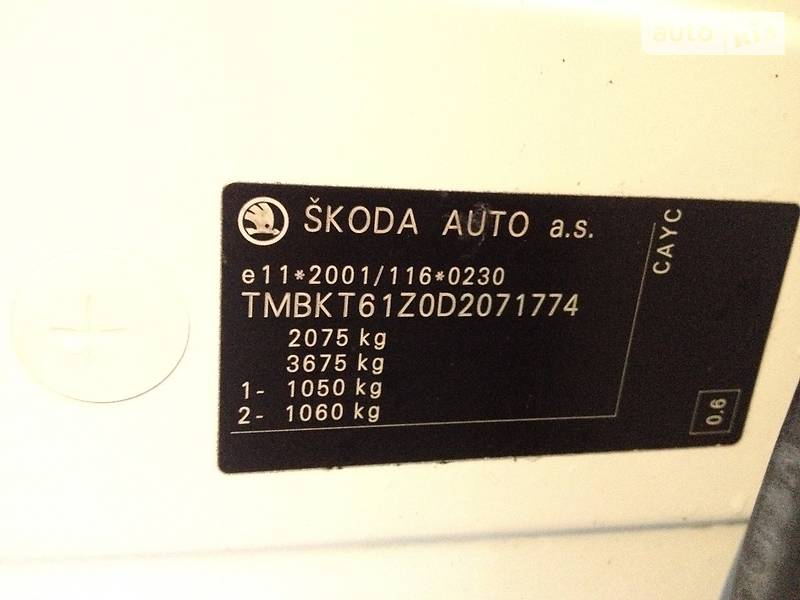 auto RIA
ŠKODA AUTO a.s.
e11*2001/116*0230
TMBKT61Z0D2071774
2075 kg
3675 kg
1- 1050 kg
2- 1060 kg
CAYC
0.6